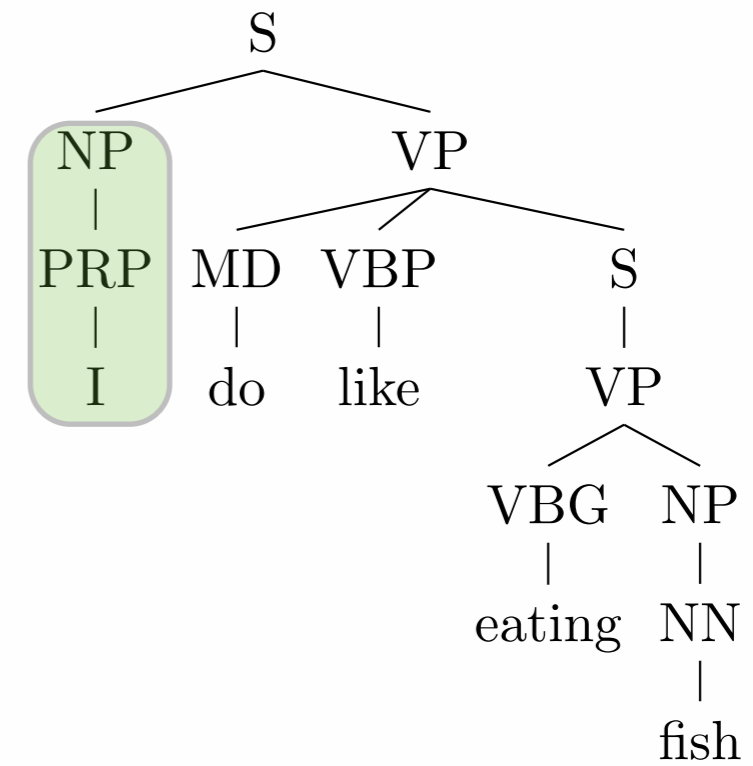 S
NP VP
PRP MD VBP S
I do like VP
VBG NP
eating NN
fish